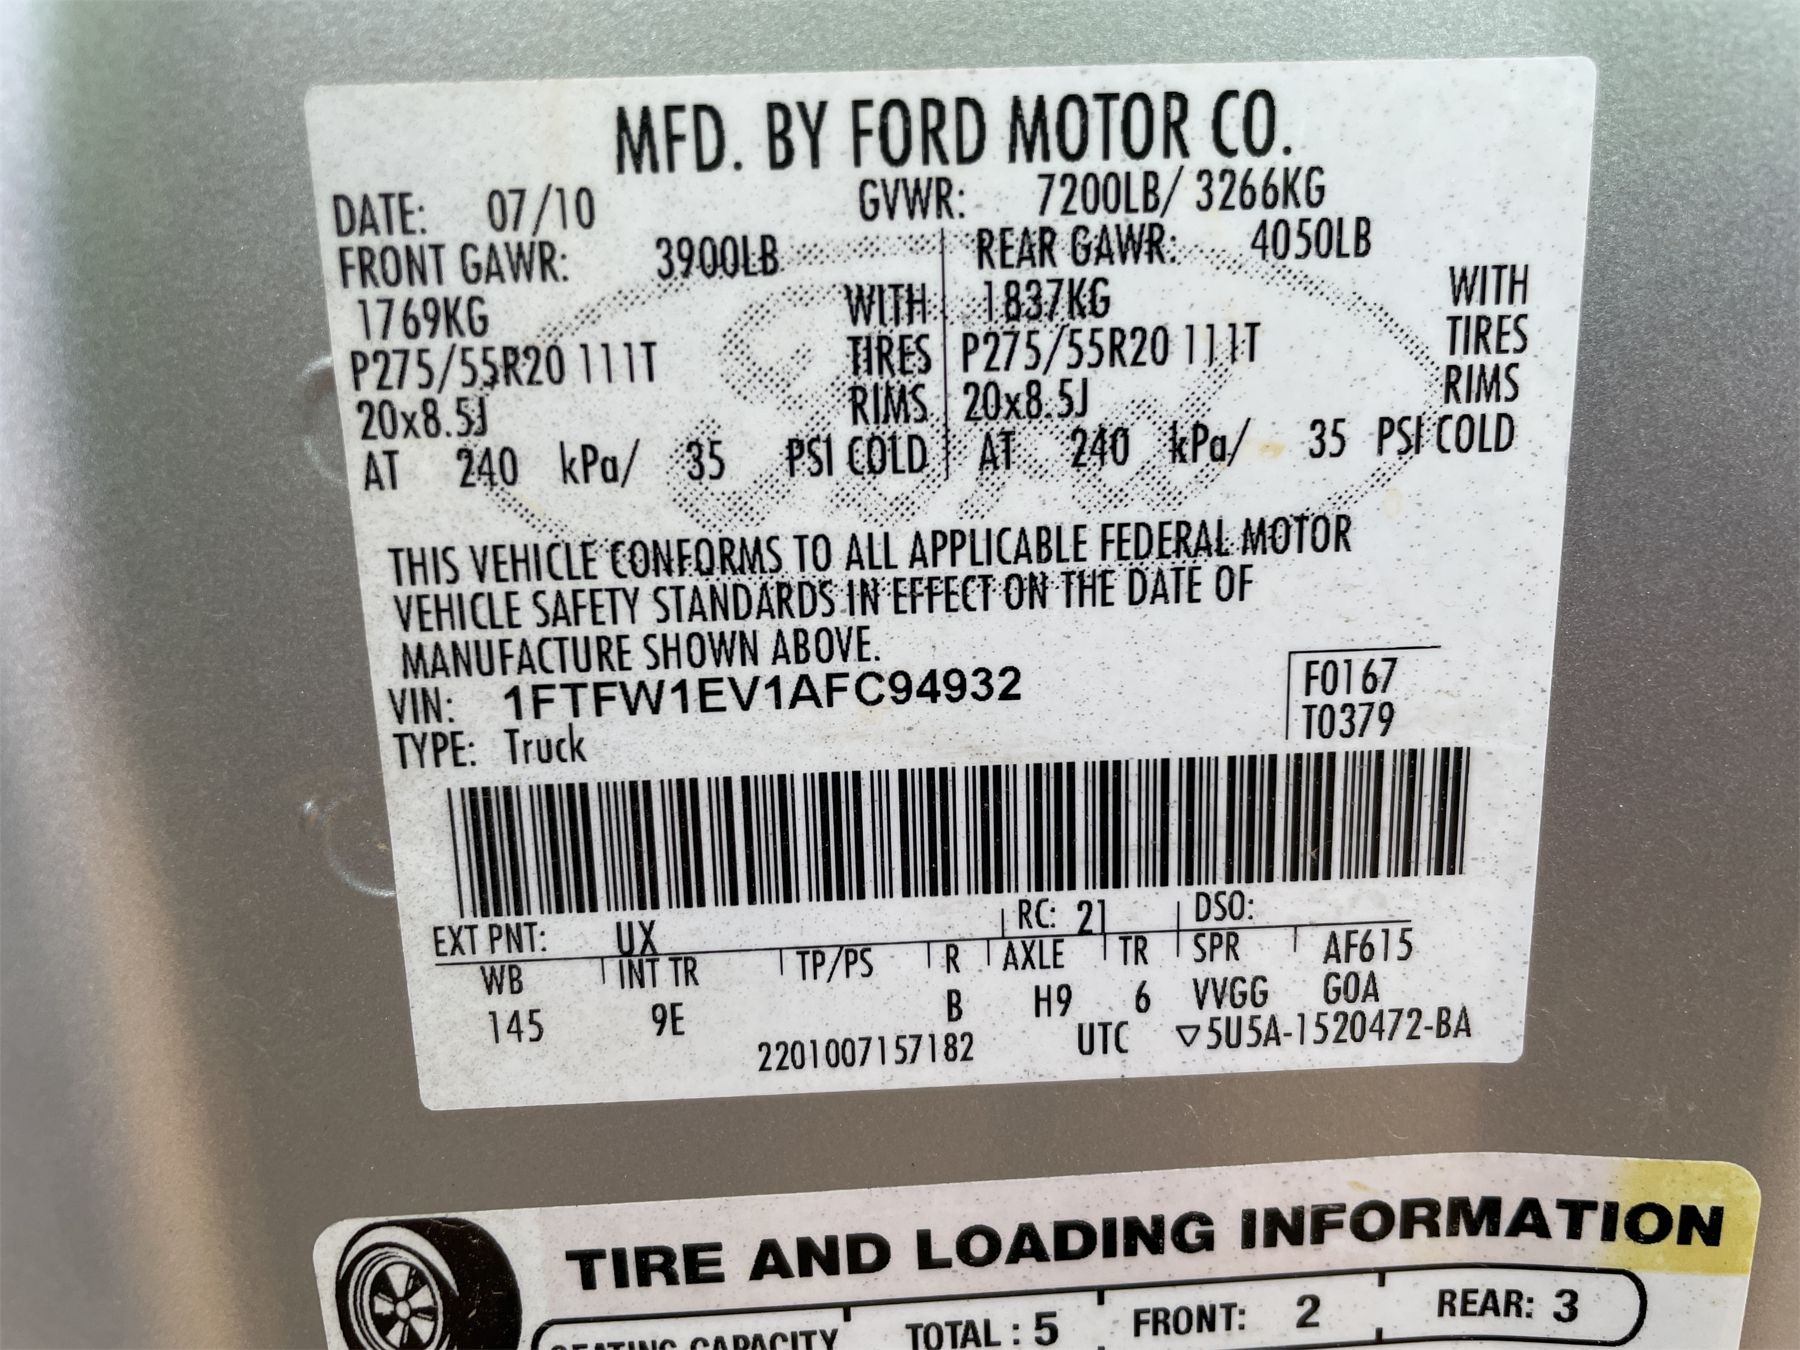 MFD. BY FORD MOTOR CO.
DATE: 07/10 GVWR: 7200LB/ 3266KG
FRONT GAWR: 3900LB REAR GAWR: 4050LB
1769KG WITH 1837KG WITH
P275/55R20 111T TIRES P275/55R20 111T TIRES
20x8.5J RIMS 20x8.5J RIMS
AT 240 kPa/ 35 PSI COLD AT 240 kPa/ 35 PSI COLD
THIS VEHICLE CONFORMS TO ALL APPLICABLE FEDERAL MOTOR
VEHICLE SAFETY STANDARDS IN EFFECT ON THE DATE OF
MANUFACTURE SHOWN ABOVE.
VIN: 1FTFW1EV1AFC94932 F0167
TYPE: Truck T0379
EXT PNT: UX RC: 21 DSO:
WB INT TR TP/PS R AXLE TR SPR AF615
145 9E B H9 6 VVGG GOA
2201007157182 UTC ▽5U5A-1520472-BA
TIRE AND LOADING INFORMATION
SEATING CAPACITY TOTAL : 5 FRONT: 2 REAR: 3